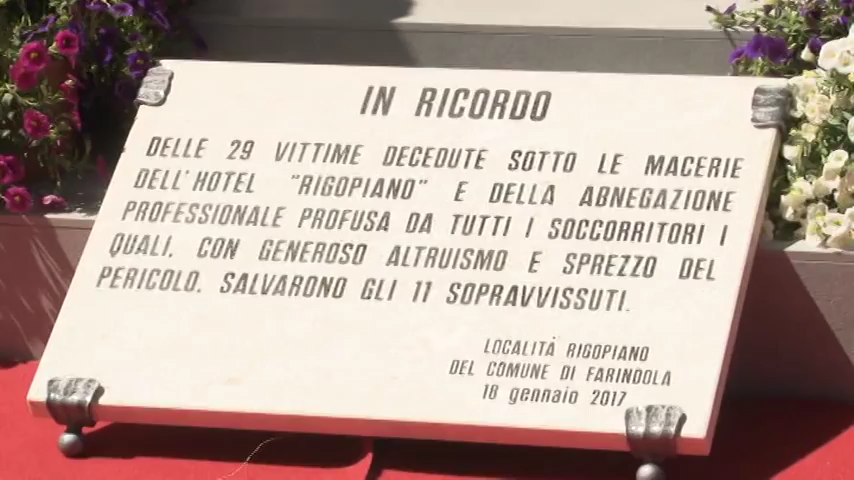 IN RICORDO
DELLE 29 VITTIME DECEDUTE SOTTO LE MACERIE
DELL'HOTEL "RIGOPIANO" E DELLA ABNEGAZIONE
PROFESSIONALE PROFUSA DA TUTTI I SOCCORRITORI I
QUALI, CON GENEROSO ALTRUISMO E SPREZZO DEL
PERICOLO, SALVARONO GLI 11 SOPRAVVISSUTI.
LOCALITÀ RIGOPIANO
DEL COMUNE DI FARINDOLA
18 gennaio 2017